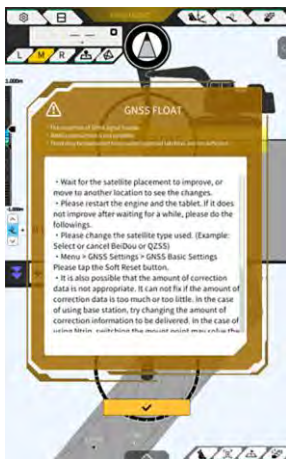 L M R
1.000m
GNSS FLOAT
-1.000m
・Wait for the satellite placement to improve, or
move to another location to see the changes.
・Please restart the engine and the tablet. If it does
not improve after waiting for a while, please do the
followings.
・Please change the satellite type used. (Example:
Select or cancel BeiDou or QZSS)
・Menu > GNSS Settings > GNSS Basic Settings
Please tap the Soft Reset button.
・It is also possible that the amount of correction
data is not appropriate. It can not fix if the amount of
correction data is too much or too little. In the case
of using base station, try changing the amount of
correction information to be delivered. In the case of
using Ntrip, switching the mount point may solve the